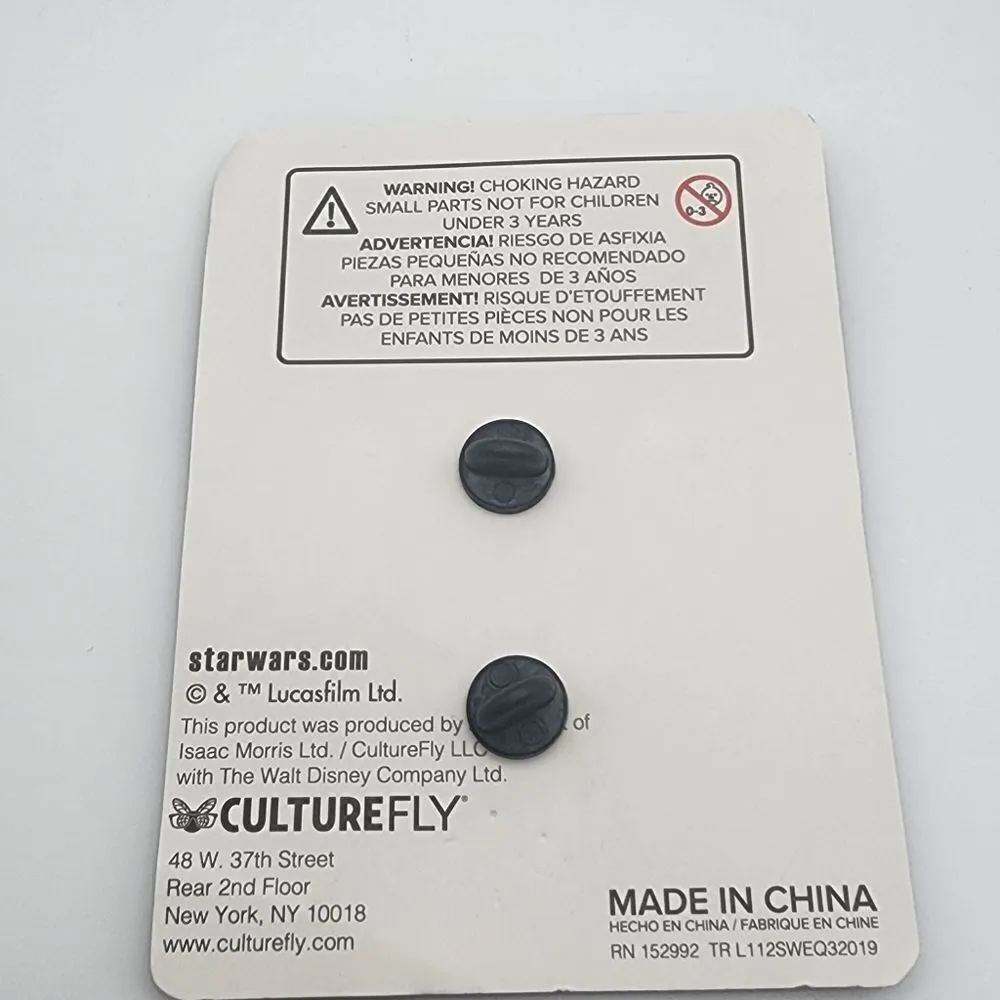 WARNING! CHOKING HAZARD
SMALL PARTS NOT FOR CHILDREN
UNDER 3 YEARS
ADVERTENCIA! RIESGO DE ASFIXIA
PIEZAS PEQUEÑAS NO RECOMENDADO
PARA MENORES DE 3 AÑOS
AVERTISSEMENT! RISQUE D'ETOUFFEMENT
PAS DE PETITES PIÈCES NON POUR LES
ENFANTS DE MOINS DE 3 ANS
0-3
starwars.com
© & ™ Lucasfilm Ltd.
This product was produced by of
Isaac Morris Ltd. / CultureFly LLC
with The Walt Disney Company Ltd.
CULTUREFLY®
48 W. 37th Street
Rear 2nd Floor
New York, NY 10018
www.culturefly.com
MADE IN CHINA
HECHO EN CHINA / FABRIQUE EN CHINE
RN 152992 TR L112SWEQ32019